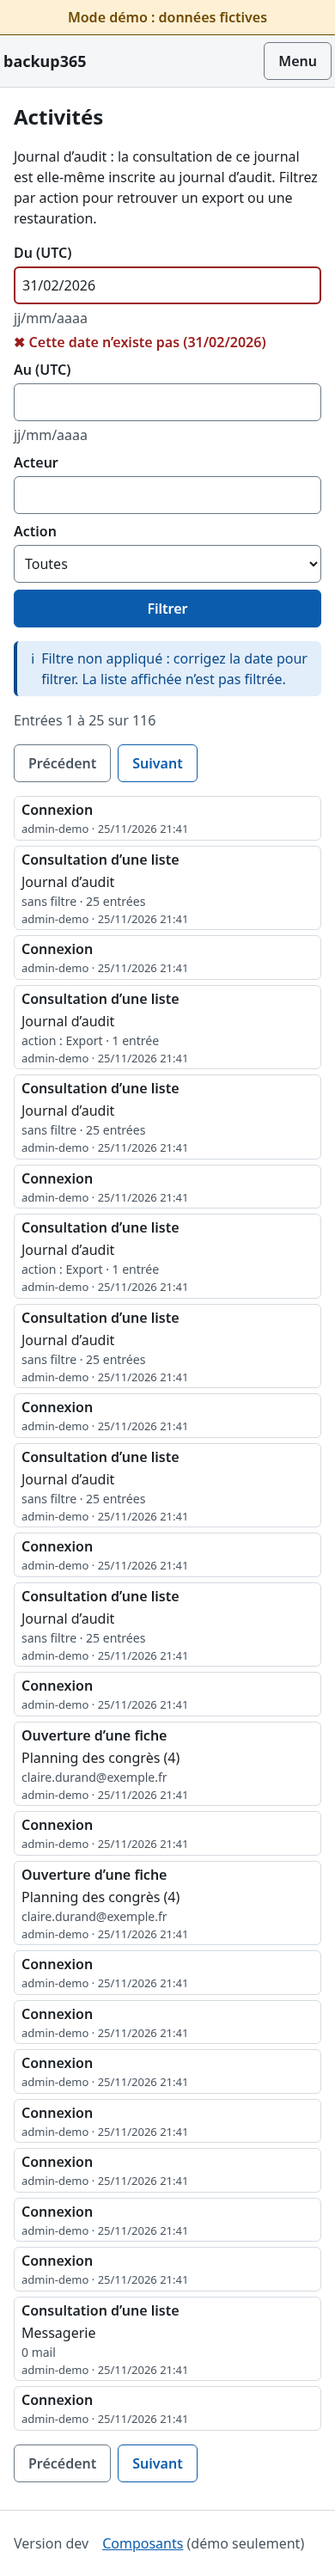 Mode démo : données fictives
backup365
Menu
Activités
Journal d’audit : la consultation de ce journal
est elle-même inscrite au journal d’audit. Filtrez
par action pour retrouver un export ou une
restauration.
Du (UTC)
31/02/2026
jj/mm/aaaa
✖ Cette date n’existe pas (31/02/2026)
Au (UTC)
jj/mm/aaaa
Acteur
Action
Toutes
Filtrer
i Filtre non appliqué : corrigez la date pour
filtrer. La liste affichée n’est pas filtrée.
Entrées 1 à 25 sur 116
Précédent
Suivant
Connexion
admin-demo · 25/11/2026 21:41
Consultation d’une liste
Journal d’audit
sans filtre · 25 entrées
admin-demo · 25/11/2026 21:41
Connexion
admin-demo · 25/11/2026 21:41
Consultation d’une liste
Journal d’audit
action : Export · 1 entrée
admin-demo · 25/11/2026 21:41
Consultation d’une liste
Journal d’audit
sans filtre · 25 entrées
admin-demo · 25/11/2026 21:41
Connexion
admin-demo · 25/11/2026 21:41
Consultation d’une liste
Journal d’audit
action : Export · 1 entrée
admin-demo · 25/11/2026 21:41
Consultation d’une liste
Journal d’audit
sans filtre · 25 entrées
admin-demo · 25/11/2026 21:41
Connexion
admin-demo · 25/11/2026 21:41
Consultation d’une liste
Journal d’audit
sans filtre · 25 entrées
admin-demo · 25/11/2026 21:41
Connexion
admin-demo · 25/11/2026 21:41
Consultation d’une liste
Journal d’audit
sans filtre · 25 entrées
admin-demo · 25/11/2026 21:41
Connexion
admin-demo · 25/11/2026 21:41
Ouverture d’une fiche
Planning des congrès (4)
claire.durand@exemple.fr
admin-demo · 25/11/2026 21:41
Connexion
admin-demo · 25/11/2026 21:41
Ouverture d’une fiche
Planning des congrès (4)
claire.durand@exemple.fr
admin-demo · 25/11/2026 21:41
Connexion
admin-demo · 25/11/2026 21:41
Connexion
admin-demo · 25/11/2026 21:41
Connexion
admin-demo · 25/11/2026 21:41
Connexion
admin-demo · 25/11/2026 21:41
Connexion
admin-demo · 25/11/2026 21:41
Connexion
admin-demo · 25/11/2026 21:41
Connexion
admin-demo · 25/11/2026 21:41
Consultation d’une liste
Messagerie
0 mail
admin-demo · 25/11/2026 21:41
Connexion
admin-demo · 25/11/2026 21:41
Précédent
Suivant
Version dev Composants (démo seulement)